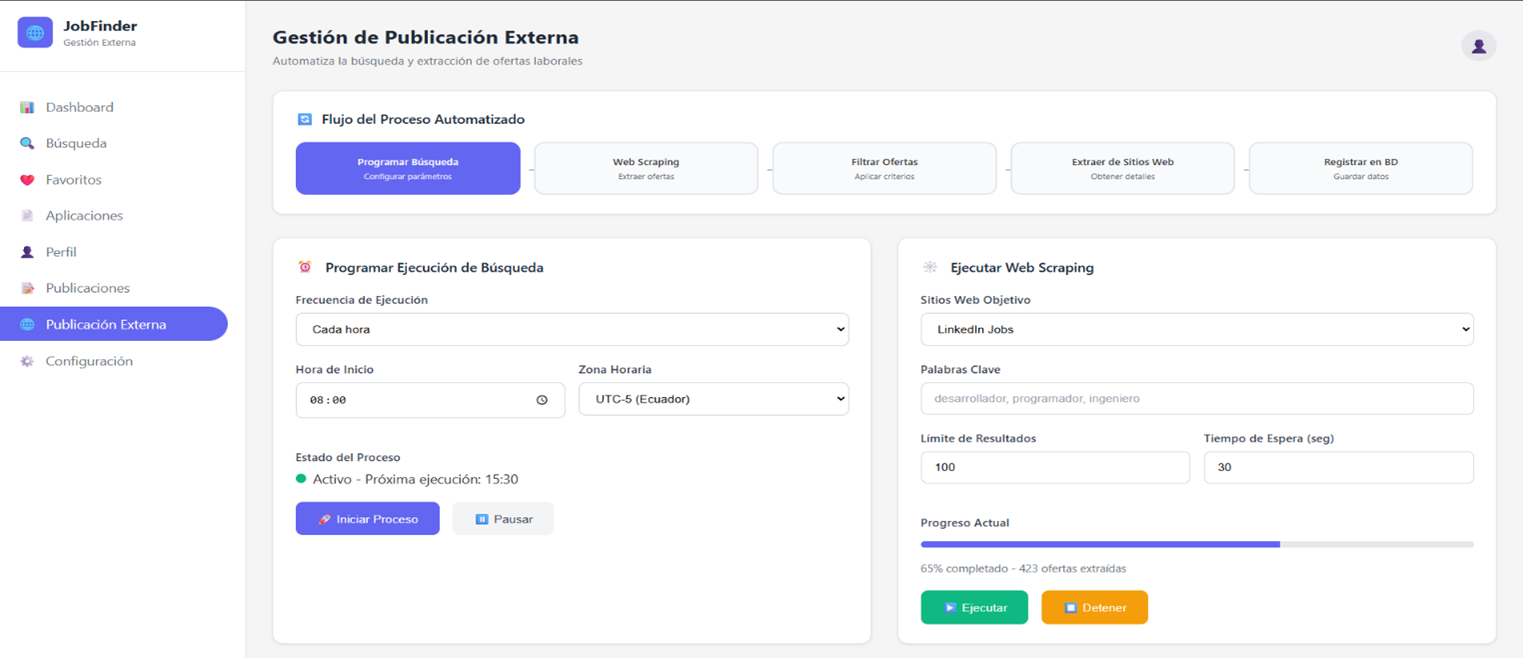 JobFinder
Gestión Externa
Dashboard
Búsqueda
Favoritos
Aplicaciones
Perfil
Publicaciones
Publicación Externa
Configuración
Gestión de Publicación Externa
Automatiza la búsqueda y extracción de ofertas laborales
Flujo del Proceso Automatizado
Programar Búsqueda
Configurar parámetros
Web Scraping
Extraer ofertas
Filtrar Ofertas
Aplicar criterios
Extraer de Sitios Web
Obtener detalles
Registrar en BD
Guardar datos
Programar Ejecución de Búsqueda
Frecuencia de Ejecución
Cada hora
Hora de Inicio
Zona Horaria
08:00
UTC-5 (Ecuador)
Estado del Proceso
Activo - Próxima ejecución: 15:30
Iniciar Proceso
Pausar
Ejecutar Web Scraping
Sitios Web Objetivo
LinkedIn Jobs
Palabras Clave
desarrollador, programador, ingeniero
Límite de Resultados
Tiempo de Espera (seg)
100
30
Progreso Actual
65% completado - 423 ofertas extraídas
Ejecutar
Detener